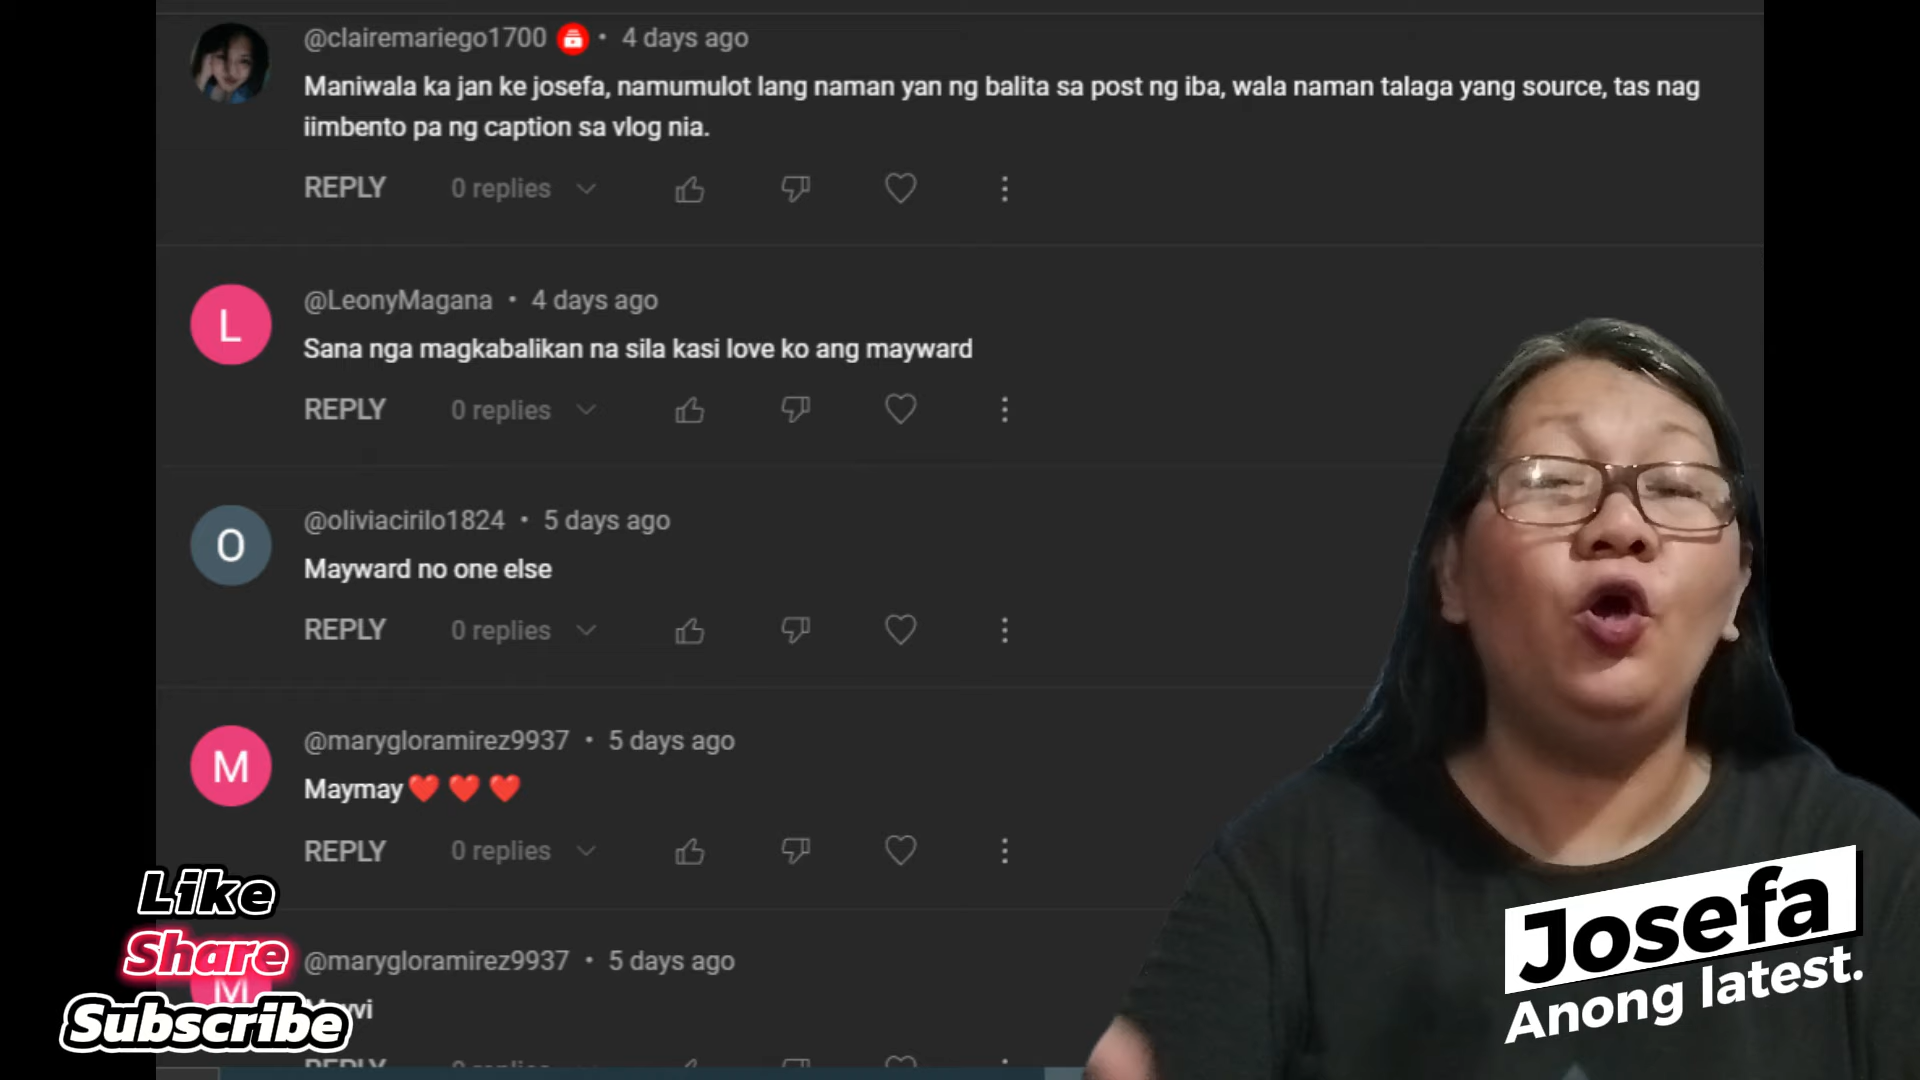 @clairemariego1700 • 4 days ago
Maniwala ka jan ke josefa, namumulot lang naman yan ng balita sa post ng iba, wala naman talaga yang source, tas nag
iimbento pa ng caption sa vlog nia.
REPLY 0 replies
L
@LeonyMagana • 4 days ago
Sana nga magkabalikan na sila kasi love ko ang mayward
REPLY 0 replies
O
@oliviacirilo1824 • 5 days ago
Mayward no one else
REPLY 0 replies
M
@marygloramirez9937 • 5 days ago
Maymay❤️❤️❤️
REPLY 0 replies
M
@marygloramirez9937 • 5 days ago
REPLY 0 replies
Like
Share
Subscribe
Josefa
Anong latest.